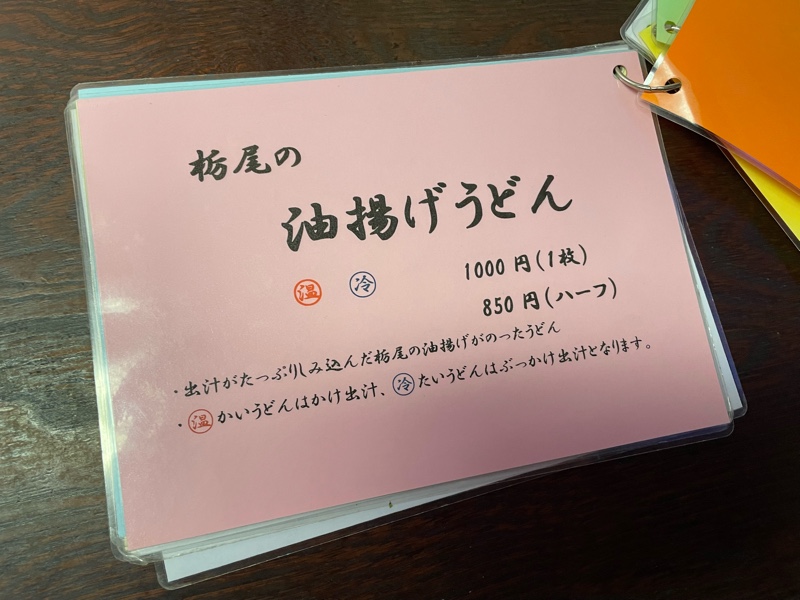 栃尾の
油揚げうどん
温 冷 1000円(1枚)
850円(ハーフ)
・出汁がたっぷりしみ込んだ栃尾の油揚げがのったうどん
・温かいうどんはかけ出汁、冷たいうどんはぶっかけ出汁となります。